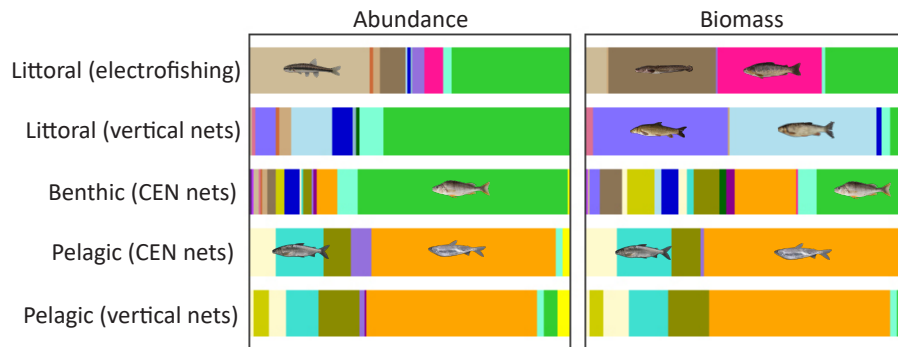 Abundance Biomass
Littoral (electrofishing)
Littoral (vertical nets)
Benthic (CEN nets)
Pelagic (CEN nets)
Pelagic (vertical nets)